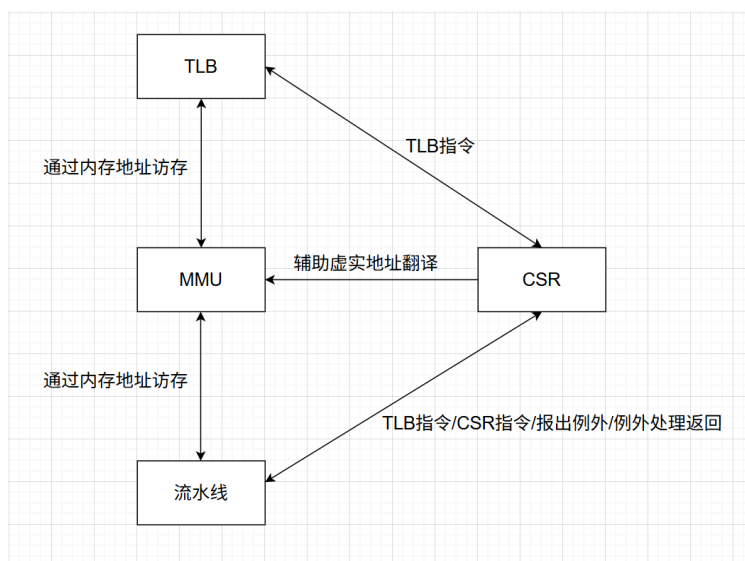 TLB
TLB指令
通过内存地址访存
辅助虚实地址翻译
MMU
CSR
通过内存地址访存
TLB指令/CSR指令/报出例外/例外处理返回
流水线